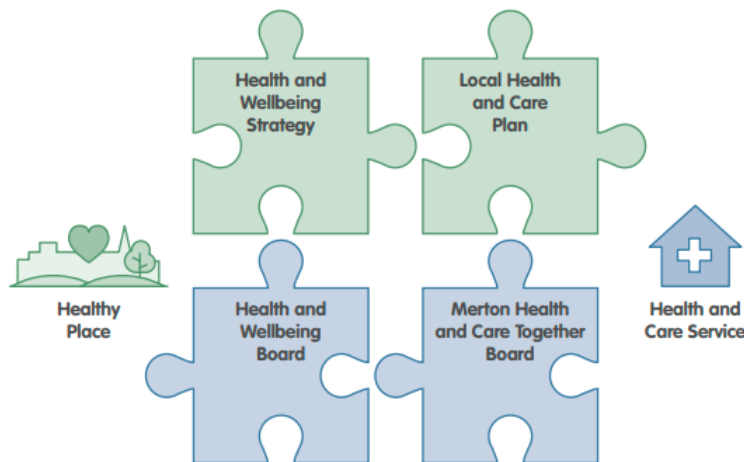 Health and
Wellbeing
Strategy
Local Health
and Care
Plan
Healthy
Place
Health and
Wellbeing
Board
Merton Health
and Care Together
Board
Health and
Care Service